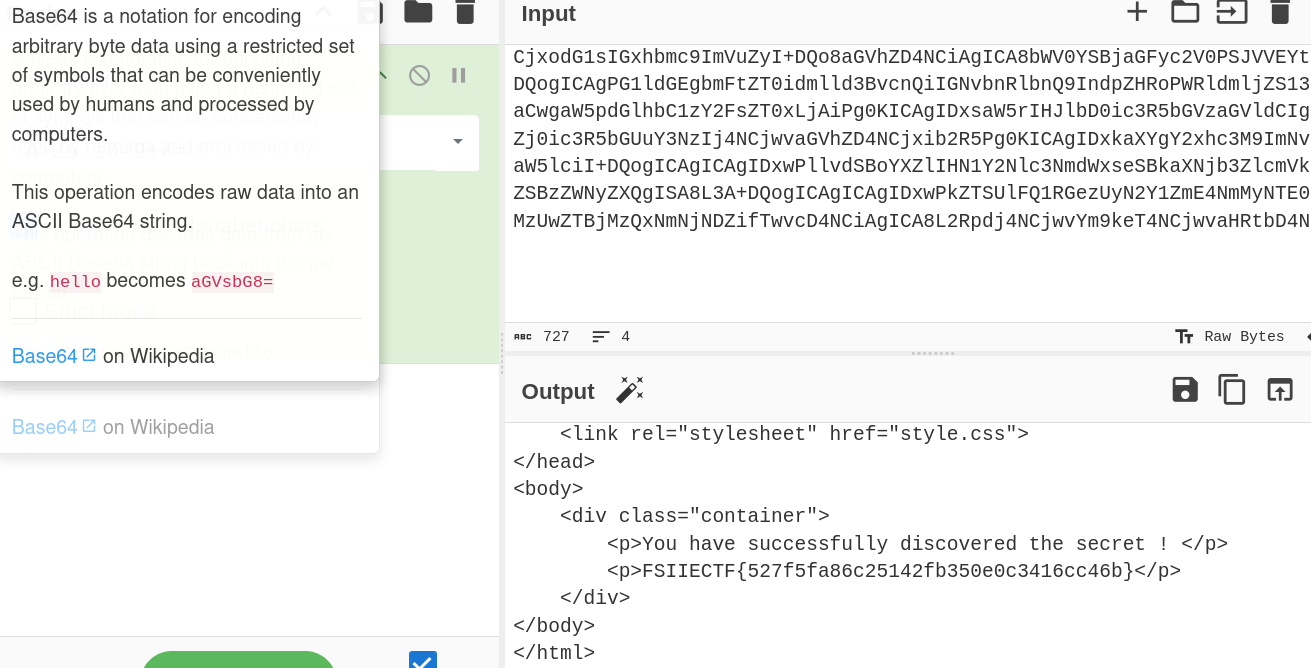 Base64 is a notation for encoding
arbitrary byte data using a restricted set
of symbols that can be conveniently
used by humans and processed by
computers.
This operation encodes raw data into an
ASCII Base64 string.
e.g. hello becomes aGVsbG8=
Base64 on Wikipedia
Base64 on Wikipedia
Strict mode
Input
CjxodG1sIGxhbmc9ImVuZyI+DQo8aGVhZD4NCiAgICA8bWV0YSBjaGFyc2V0PSJVVEYt
DQogICAgPG1ldGEgbmFtZT0idmlld3BvcnQiIGNvbnRlbnQ9IndpZHRoPWRldmljZS13
aCwgaW5pdGlhbC1zY2FsZT0xLjAiPg0KICAgIDxsaW5rIHJlbD0ic3R5bGVzaGVldCIg
Zj0ic3R5bGUuY3NzIj4NCjwvaGVhZD4NCjxib2R5Pg0KICAgIDxkaXYgY2xhc3M9ImNv
aW5lciI+DQogICAgICAgIDxwPllvdSBoYXZlIHN1Y2Nlc3NmdWxseSBkaXNjb3ZlcmVk
ZSBzZWNyZXQgISA8L3A+DQogICAgICAgIDxwPkZTSUlFQ1RGezUyN2Y1ZmE4NmMyNTE0
MzUwZTBjMzQxNmNjNDZifTwvcD4NCiAgICA8L2Rpdj4NCjwvYm9keT4NCjwvaHRtbD4N
ABC 727 4 Raw Bytes
Output
<link rel="stylesheet" href="style.css">
</head>
<body>
<div class="container">
<p>You have successfully discovered the secret ! </p>
<p>FSIIECTF{527f5fa86c25142fb350e0c3416cc46b}</p>
</div>
</body>
</html>